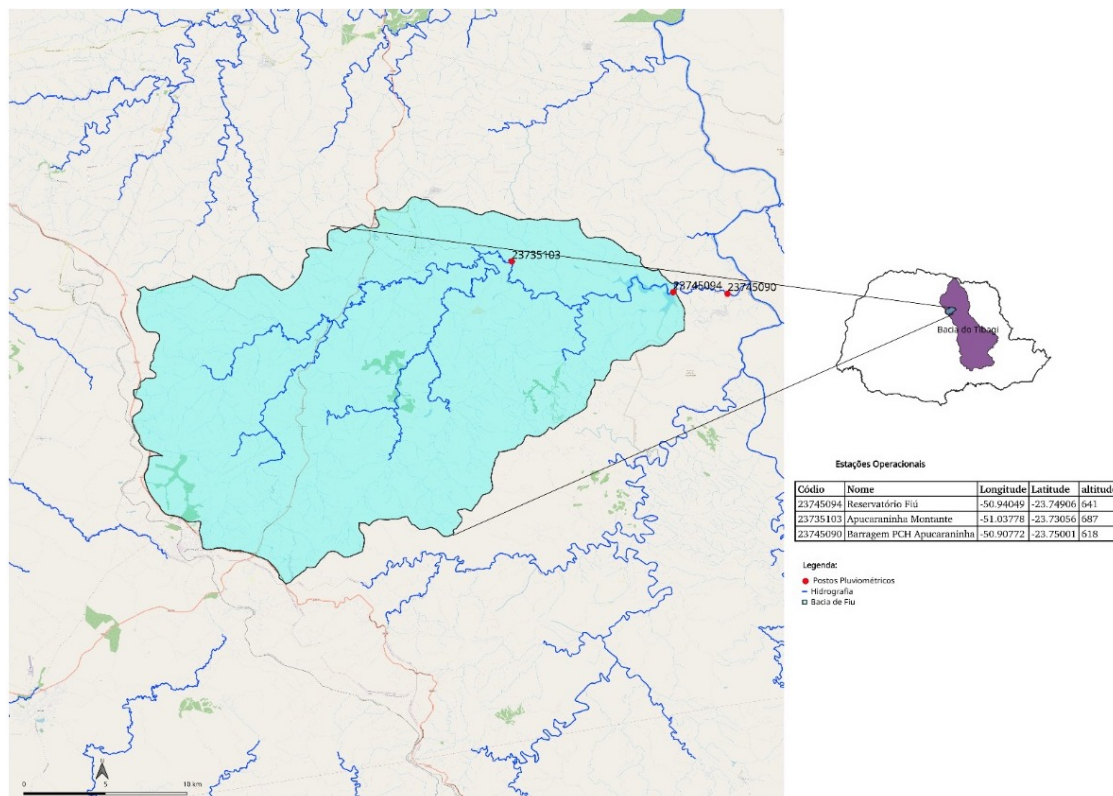 23735103
23745094
23745090
Bacia do Tibagi
Estações Operacionais
Códio Nome Longitude Latitude altitude
23745094 Reservatório Fiú -50.94049 -23.74906 641
23735103 Apucaraninha Montante -51.03778 -23.73056 687
23745090 Barragem PCH Apucaraninha -50.90772 -23.75001 618
Legenda:
Postos Pluviométricos
Hidrografia
Bacia de Fiu
0 5 10 km